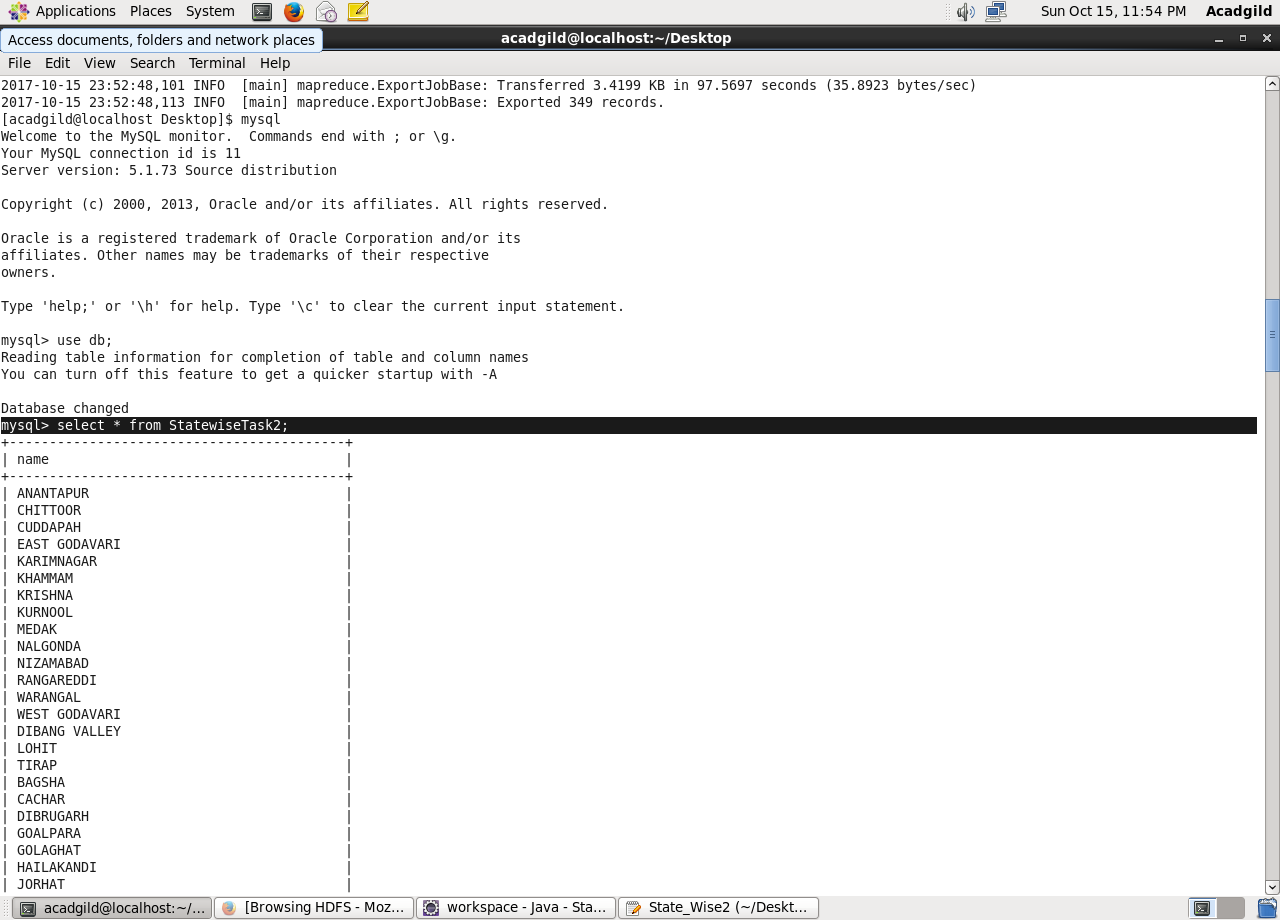 Applications Places System Sun Oct 15, 11:54 PM Acadgild
Access documents, folders and network places
acadgild@localhost:~/Desktop
File Edit View Search Terminal Help
2017-10-15 23:52:48,101 INFO  [main] mapreduce.ExportJobBase: Transferred 3.4199 KB in 97.5697 seconds (35.8923 bytes/sec)
2017-10-15 23:52:48,113 INFO  [main] mapreduce.ExportJobBase: Exported 349 records.
[acadgild@localhost Desktop]$ mysql
Welcome to the MySQL monitor.  Commands end with ; or \g.
Your MySQL connection id is 11
Server version: 5.1.73 Source distribution
Copyright (c) 2000, 2013, Oracle and/or its affiliates. All rights reserved.
Oracle is a registered trademark of Oracle Corporation and/or its
affiliates. Other names may be trademarks of their respective
owners.
Type 'help;' or '\h' for help. Type '\c' to clear the current input statement.
mysql> use db;
Reading table information for completion of table and column names
You can turn off this feature to get a quicker startup with -A
Database changed
mysql> select * from StatewiseTask2;
+------------------------------------------+
| name                                     |
+------------------------------------------+
| ANANTAPUR                                |
| CHITTOOR                                 |
| CUDDAPAH                                 |
| EAST GODAVARI                            |
| KARIMNAGAR                               |
| KHAMMAM                                  |
| KRISHNA                                  |
| KURNOOL                                  |
| MEDAK                                    |
| NALGONDA                                 |
| NIZAMABAD                                |
| RANGAREDDI                               |
| WARANGAL                                 |
| WEST GODAVARI                            |
| DIBANG VALLEY                            |
| LOHIT                                    |
| TIRAP                                    |
| BAGSHA                                   |
| CACHAR                                   |
| DIBRUGARH                                |
| GOALPARA                                 |
| GOLAGHAT                                 |
| HAILAKANDI                               |
| JORHAT                                   |
acadgild@localhost:~/... [Browsing HDFS - Moz... workspace - Java - Sta... State_Wise2 (~/Deskt...